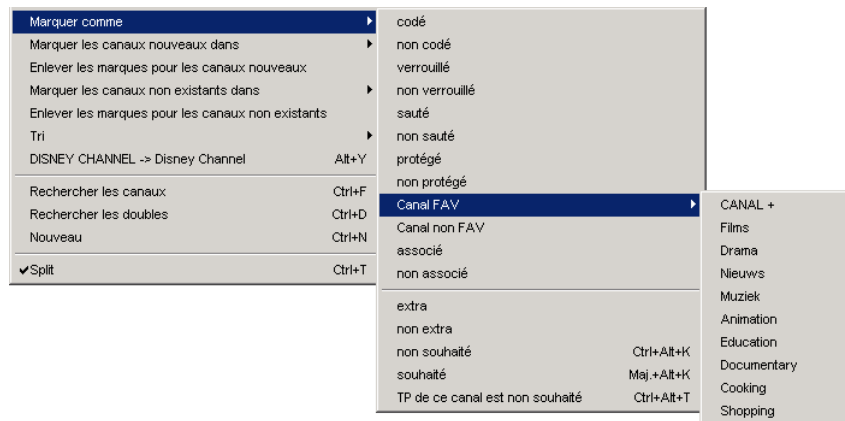 Marquer comme
Marquer les canaux nouveaux dans
Enlever les marques pour les canaux nouveaux
Marquer les canaux non existants dans
Enlever les marques pour les canaux non existants
Tri
DISNEY CHANNEL -> Disney Channel Alt+Y
Rechercher les canaux Ctrl+F
Rechercher les doubles Ctrl+D
Nouveau Ctrl+N
Split Ctrl+T
codé
non codé
verrouillé
non verrouillé
sauté
non sauté
protégé
non protégé
Canal FAV
Canal non FAV
associé
non associé
extra
non extra
non souhaité Ctrl+Alt+K
souhaité Maj.+Alt+K
TP de ce canal est non souhaité Ctrl+Alt+T
CANAL +
Films
Drama
Nieuws
Muziek
Animation
Education
Documentary
Cooking
Shopping